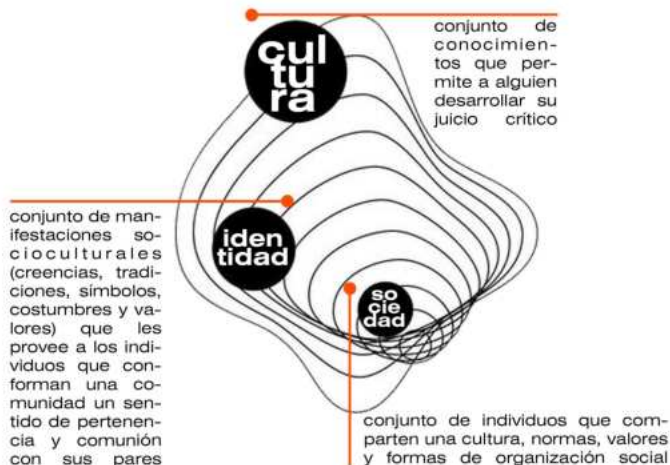 cul
tu
ra
conjunto de
conocimien-
tos que per-
mite a alguien
desarrollar su
juicio crítico
iden
tidad
conjunto de man-
ifestaciones so-
cioculturales
(creencias, tradi-
ciones, símbolos,
costumbres y va-
lores) que les
provee a los indi-
viduos que con-
forman una co-
munidad un sen-
tido de pertenen-
cia y comunión
con sus pares
so
cie
dad
conjunto de individuos que com-
parten una cultura, normas, valores
y formas de organización social